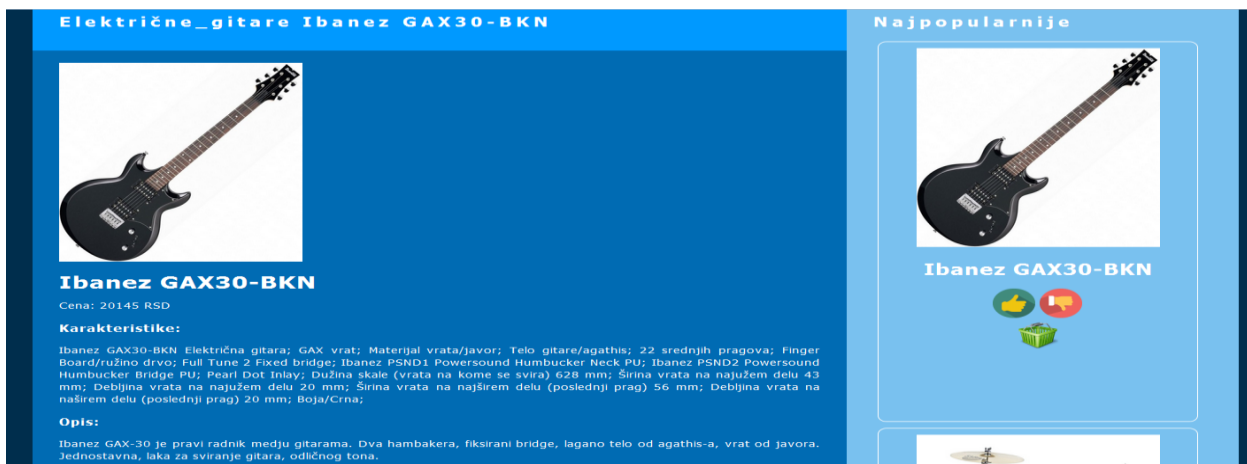 Električne_gitare Ibanez GAX30-BKN
Ibanez GAX30-BKN
Cena: 20145 RSD
Karakteristike:
Ibanez GAX30-BKN Električna gitara; GAX vrat; Materijal vrata/javor; Telo gitare/agathis; 22 srednjih pragova; Finger
Board/ružino drvo; Full Tune 2 Fixed bridge; Ibanez PSND1 Powersound Humbucker Neck PU; Ibanez PSND2 Powersound
Humbucker Bridge PU; Pearl Dot Inlay; Dužina skale (vrata na kome se svira) 628 mm; Širina vrata na najužem delu 43
mm; Debljina vrata na najužem delu 20 mm; Širina vrata na najširem delu (poslednji prag) 56 mm; Debljina vrata na
naširem delu (poslednji prag) 20 mm; Boja/Crna;
Opis:
Ibanez GAX-30 je pravi radnik medju gitarama. Dva hambakera, fiksirani bridge, lagano telo od agathis-a, vrat od javora.
Jednostavna, laka za sviranje gitara, odličnog tona.
Najpopularnije
Ibanez GAX30-BKN